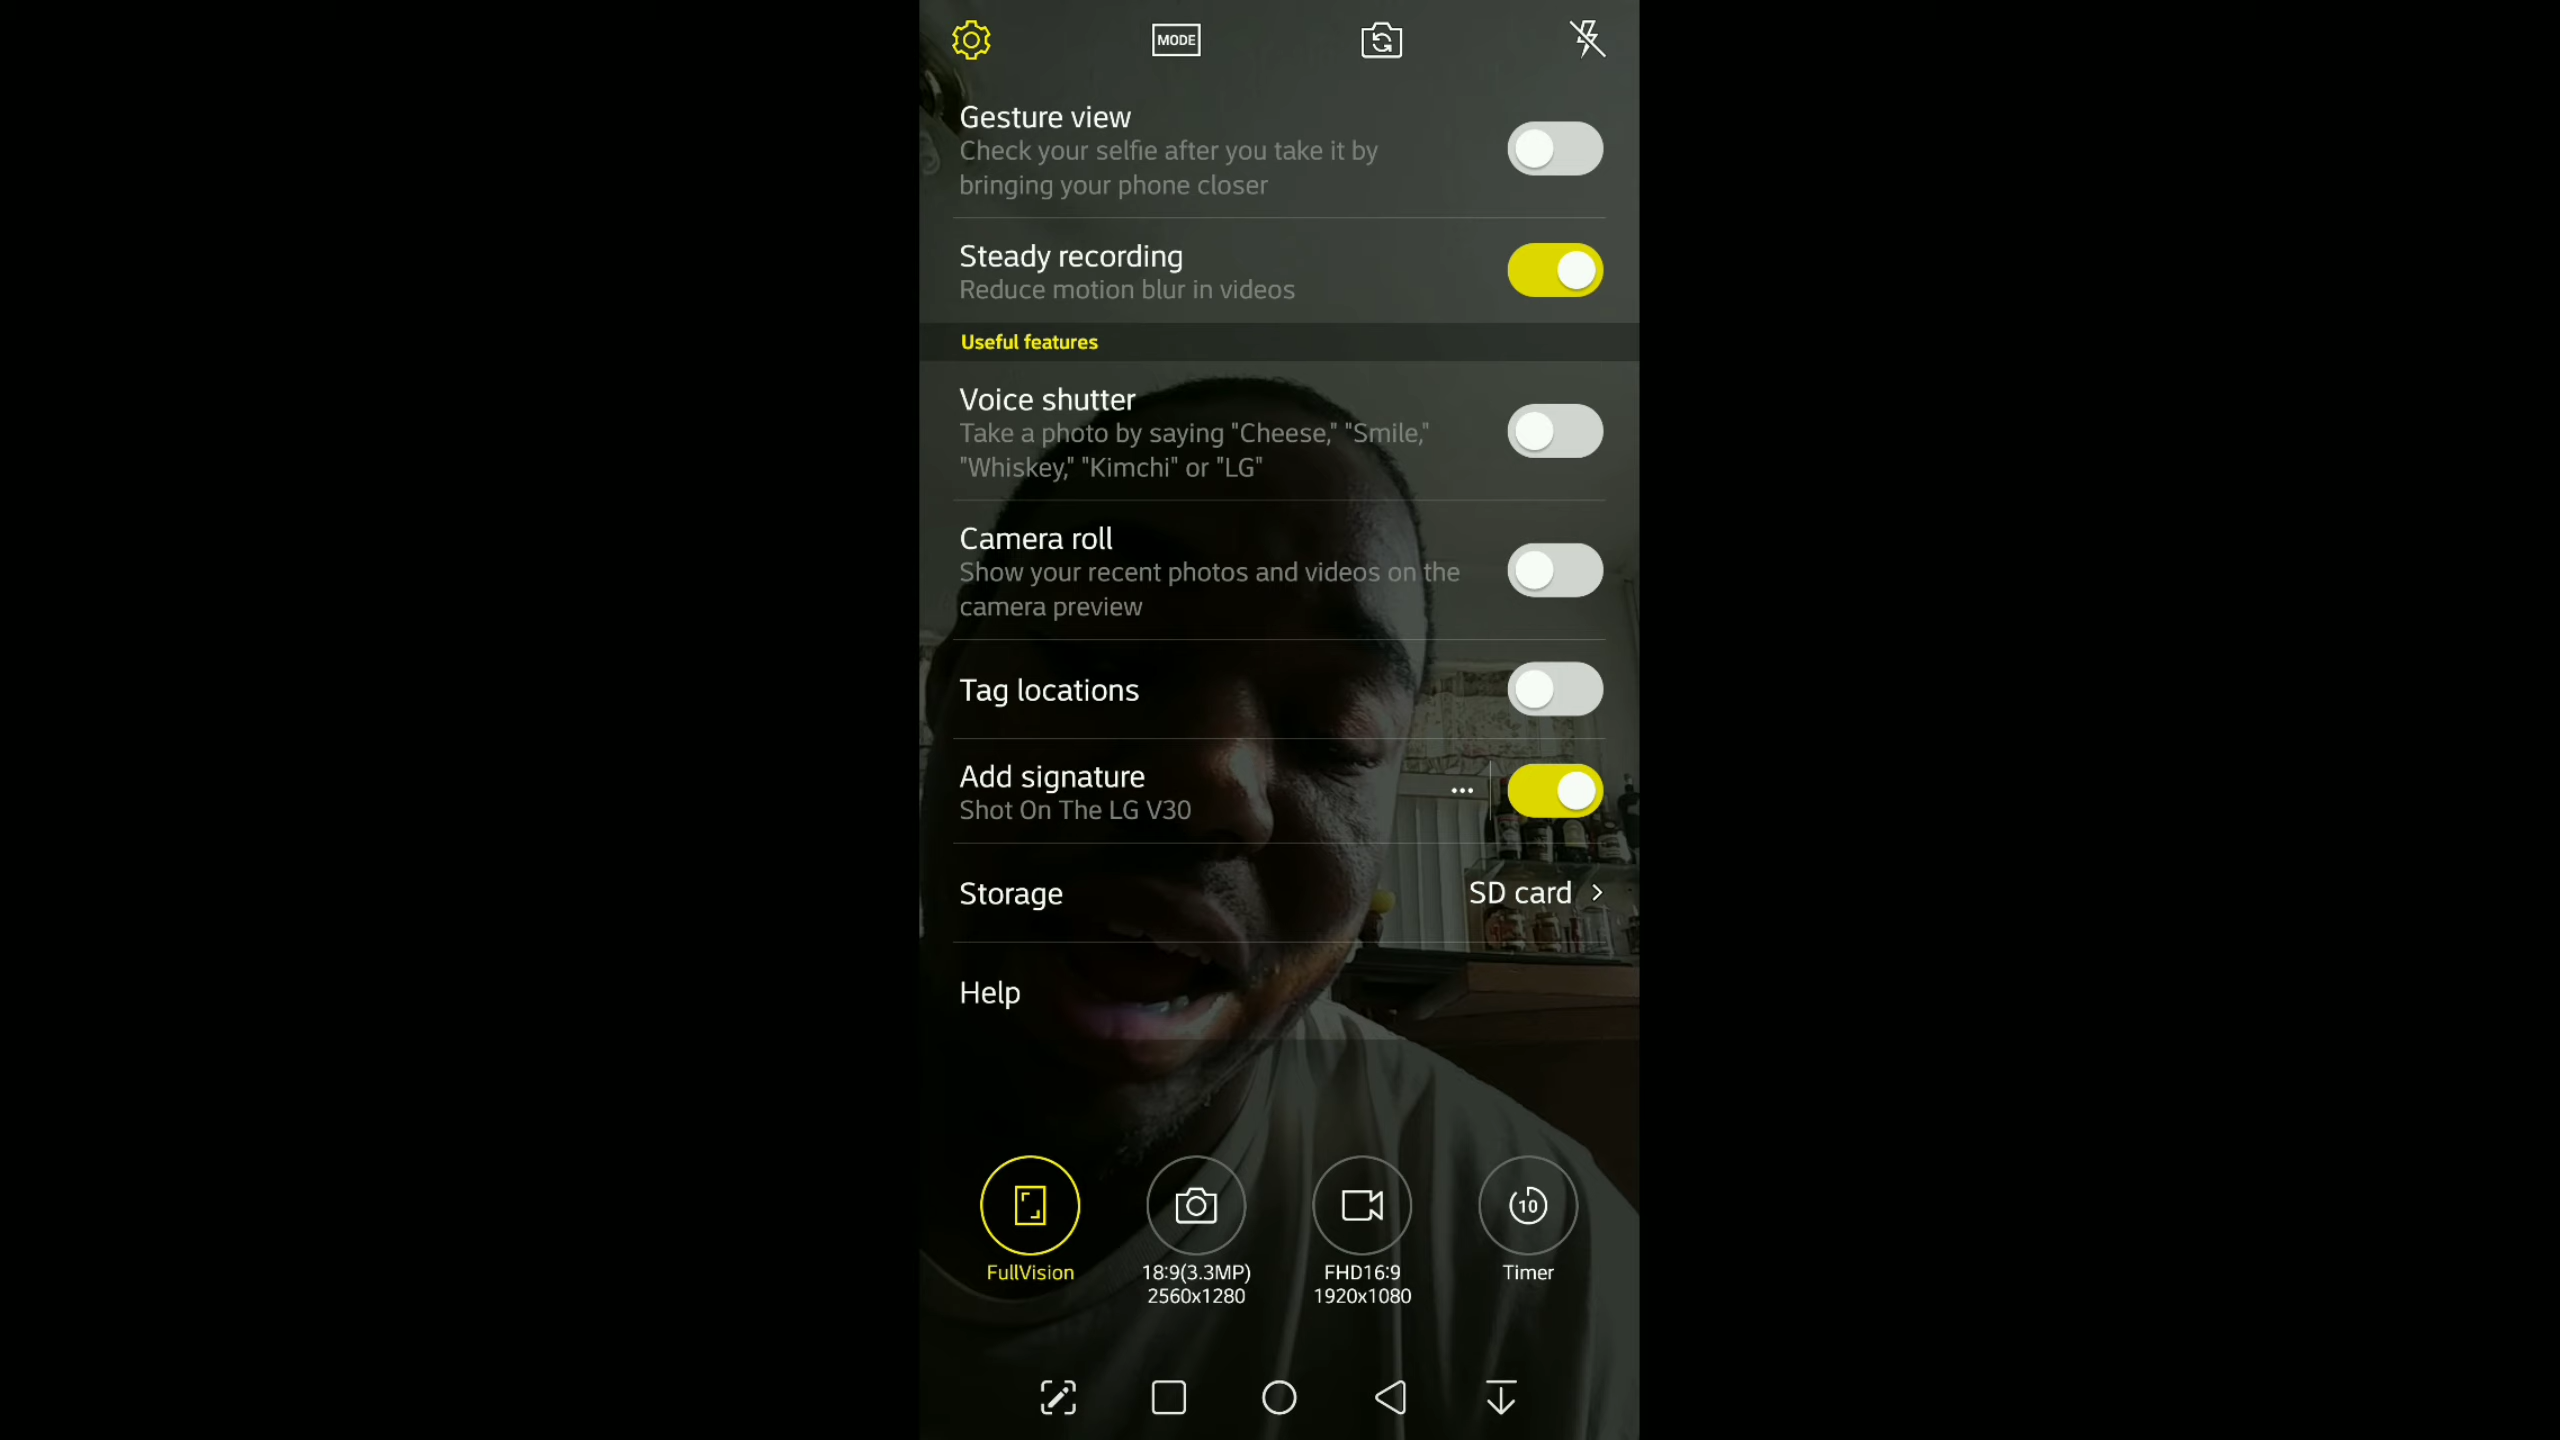 MODE
Gesture view
Check your selfie after you take it by
bringing your phone closer
Steady recording
Reduce motion blur in videos
Useful features
Voice shutter
Take a photo by saying "Cheese," "Smile,"
"Whiskey," "Kimchi" or "LG"
Camera roll
Show your recent photos and videos on the
camera preview
Tag locations
Add signature
Shot On The LG V30
Storage
SD card
Help
10
FullVision
18:9(3.3MP)
2560x1280
FHD16:9
1920x1080
Timer